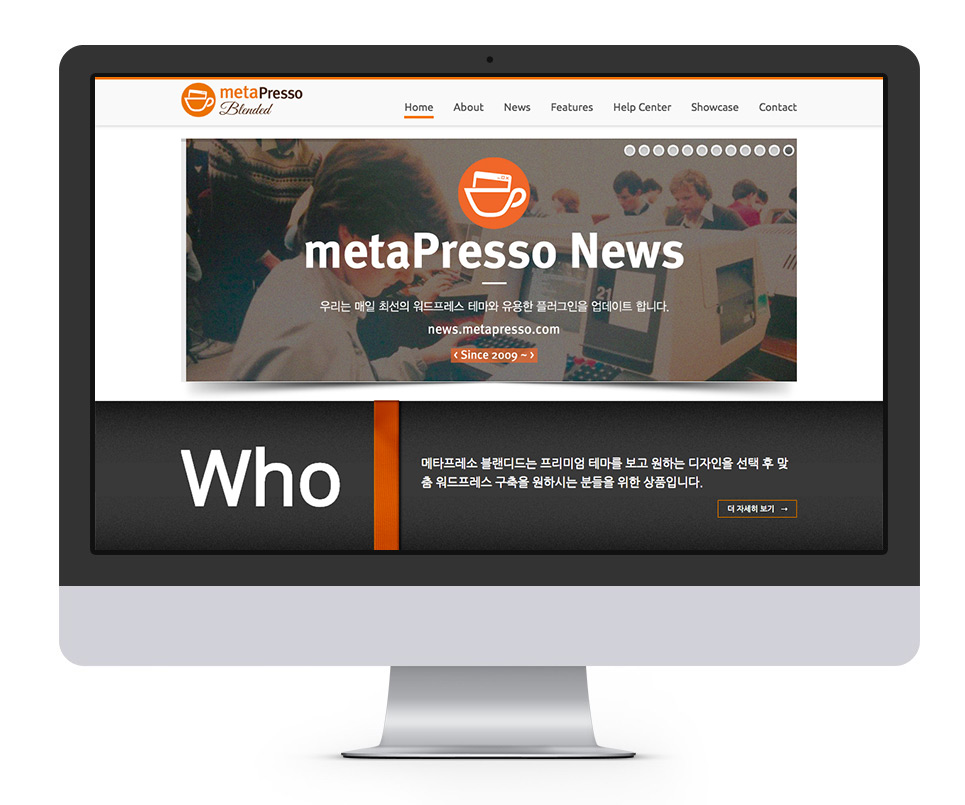 metaPresso
Blended
Home About News Features Help Center Showcase Contact
21
metaPresso News
우리는 매일 최선의 워드프레스 테마와 유용한 플러그인을 업데이트 합니다.
news.metapresso.com
< Since 2009 ~ >
Who
메타프레소 블랜디드는 프리미엄 테마를 보고 원하는 디자인을 선택 후 맞
춤 워드프레스 구축을 원하시는 분들을 위한 상품입니다.
더 자세히 보기 →